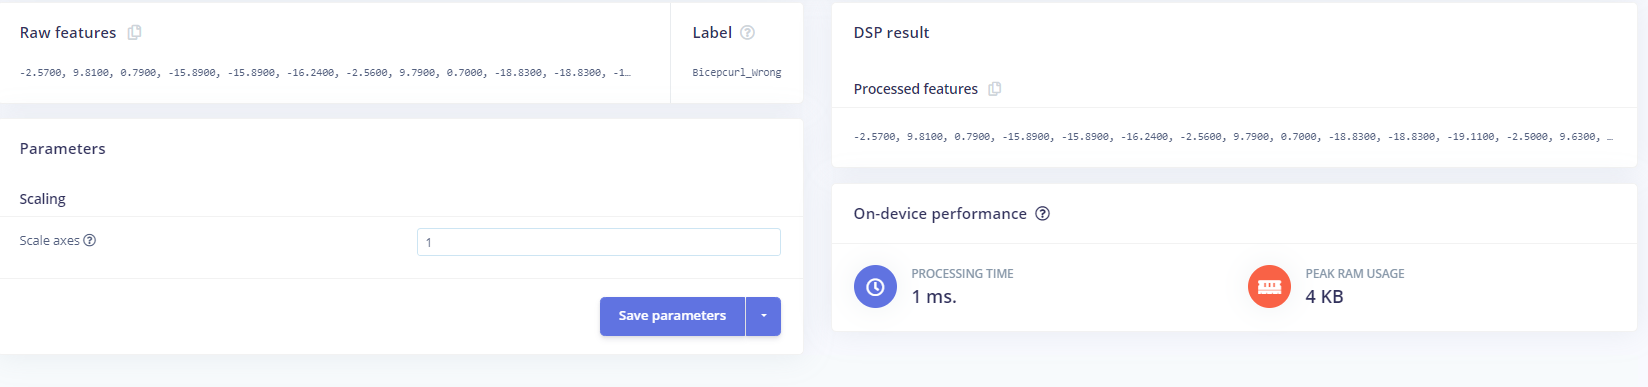 Raw features
Label
-2.5700, 9.8100, 0.7900, -15.8900, -15.8900, -16.2400, -2.5600, 9.7900, 0.7000, -18.8300, -18.8300, -1…
Bicepcurl_Wrong
Parameters
Scaling
Scale axes
1
Save parameters
DSP result
Processed features
-2.5700, 9.8100, 0.7900, -15.8900, -15.8900, -16.2400, -2.5600, 9.7900, 0.7000, -18.8300, -18.8300, -19.1100, -2.5000, 9.6300, …
On-device performance
PROCESSING TIME
1 ms.
PEAK RAM USAGE
4 KB